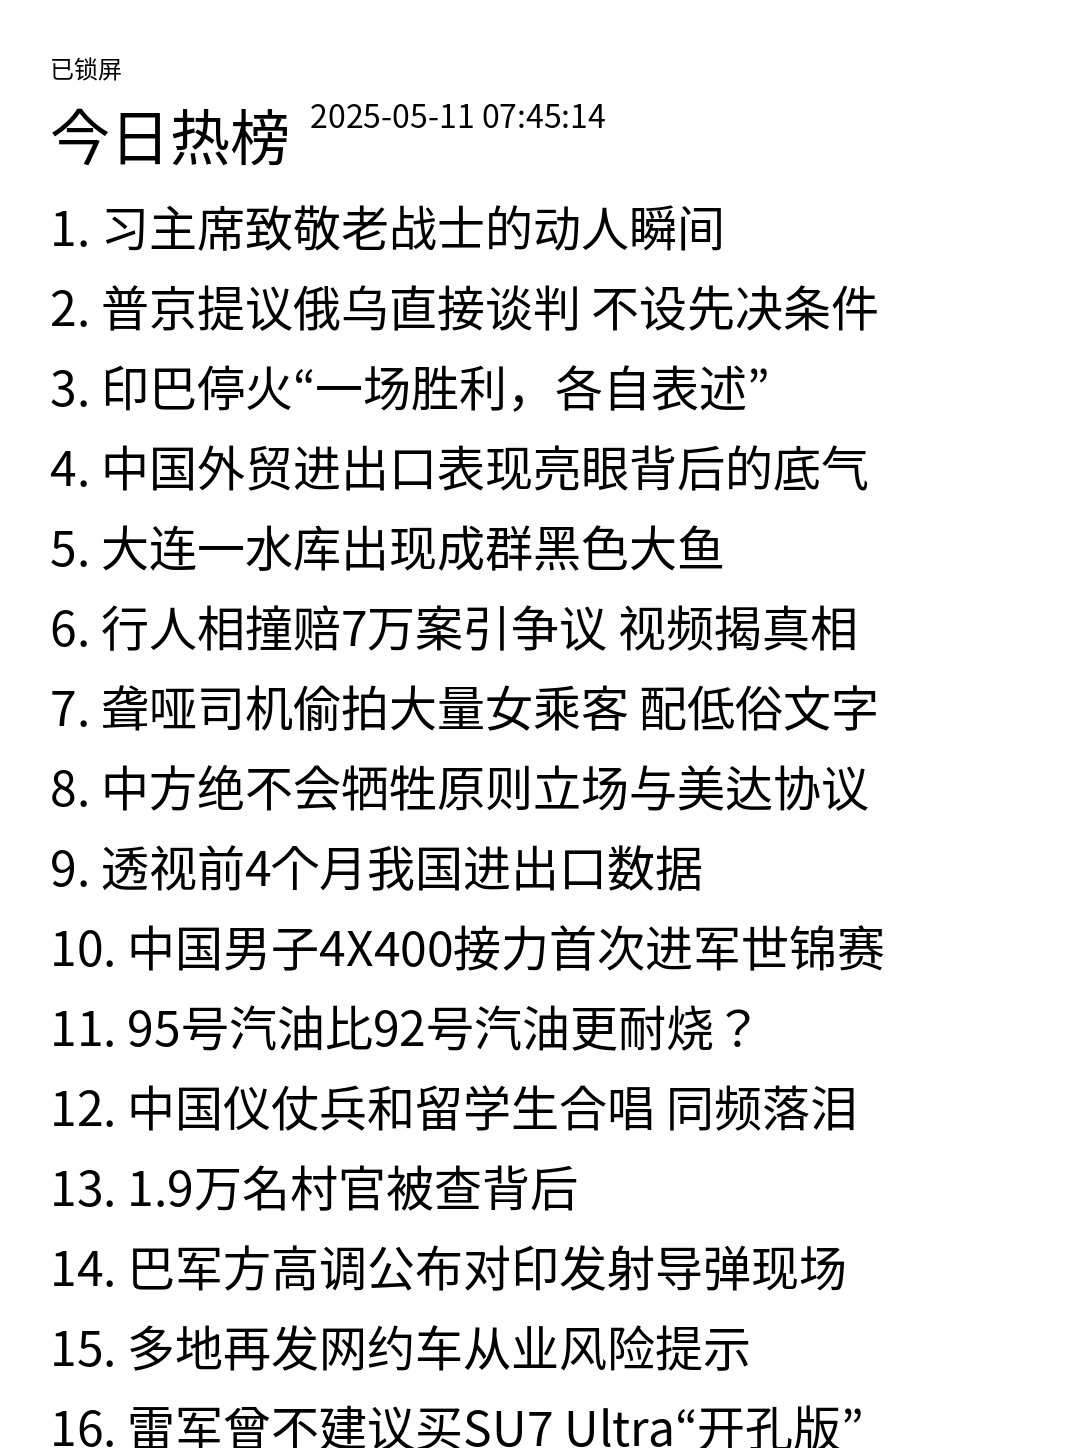 已锁屏
今日热榜 2025-05-11 07:45:14
1. 习主席致敬老战士的动人瞬间
2. 普京提议俄乌直接谈判 不设先决条件
3. 印巴停火“一场胜利，各自表述”
4. 中国外贸进出口表现亮眼背后的底气
5. 大连一水库出现成群黑色大鱼
6. 行人相撞赔7万案引争议 视频揭真相
7. 聋哑司机偷拍大量女乘客 配低俗文字
8. 中方绝不会牺牲原则立场与美达协议
9. 透视前4个月我国进出口数据
10. 中国男子4X400接力首次进军世锦赛
11. 95号汽油比92号汽油更耐烧？
12. 中国仪仗兵和留学生合唱 同频落泪
13. 1.9万名村官被查背后
14. 巴军方高调公布对印发射导弹现场
15. 多地再发网约车从业风险提示
16. 雷军曾不建议买SU7 Ultra“开孔版”